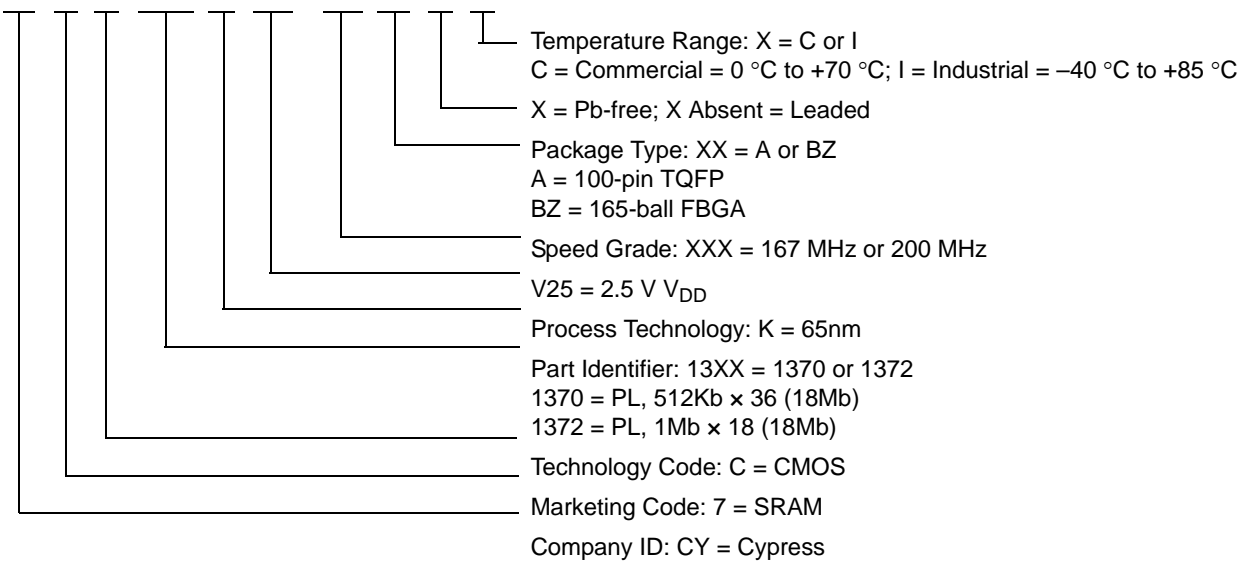 Temperature Range: X = C or I
C = Commercial = 0 °C to +70 °C; I = Industrial = –40 °C to +85 °C
X = Pb-free; X Absent = Leaded
Package Type: XX = A or BZ
A = 100-pin TQFP
BZ = 165-ball FBGA
Speed Grade: XXX = 167 MHz or 200 MHz
V25 = 2.5 V VDD
Process Technology: K = 65nm
Part Identifier: 13XX = 1370 or 1372
1370 = PL, 512Kb × 36 (18Mb)
1372 = PL, 1Mb × 18 (18Mb)
Technology Code: C = CMOS
Marketing Code: 7 = SRAM
Company ID: CY = Cypress